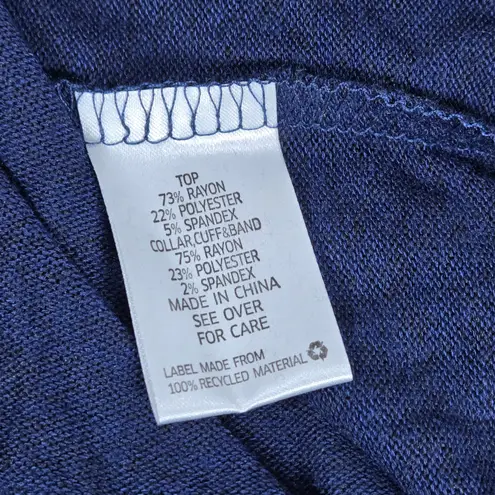 TOP
73% RAYON
22% POLYESTER
5% SPANDEX
COLLAR,CUFF&BAND
75% RAYON
23% POLYESTER
2% SPANDEX
MADE IN CHINA
SEE OVER
FOR CARE
LABEL MADE FROM
100% RECYCLED MATERIAL